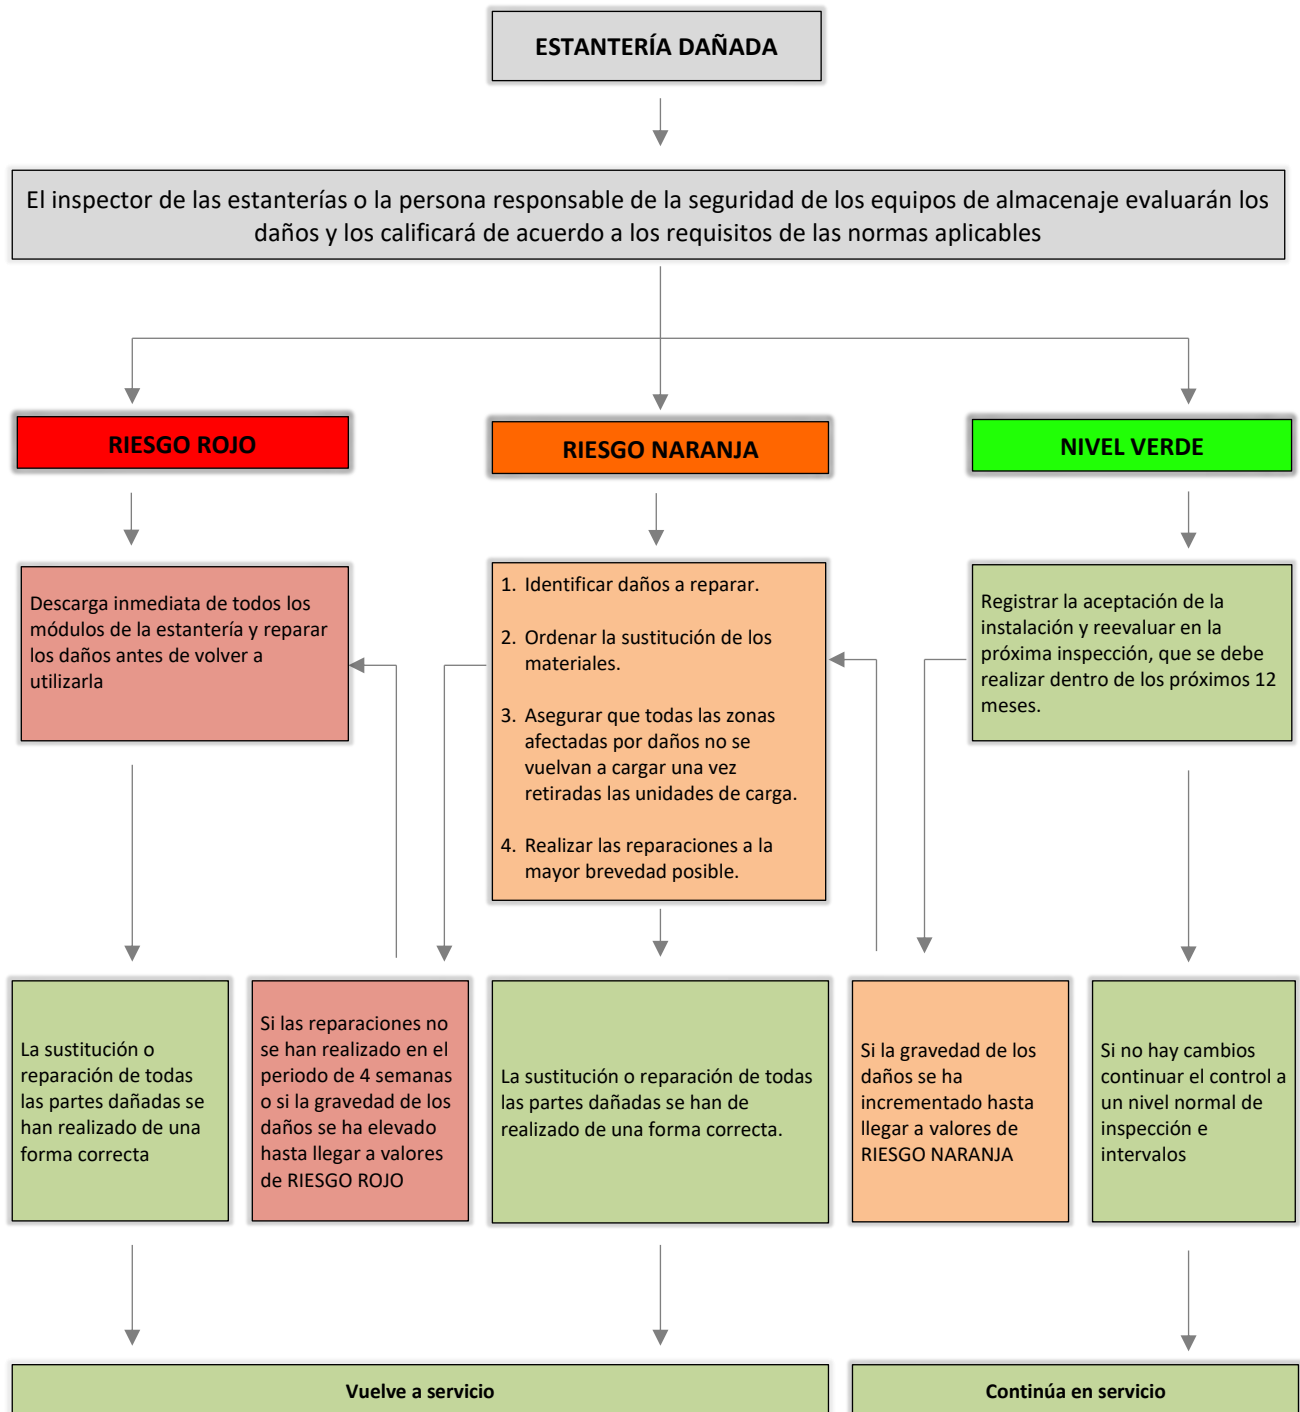 ESTANTERÍA DAÑADA
El inspector de las estanterías o la persona responsable de la seguridad de los equipos de almacenaje evaluarán los
daños y los calificará de acuerdo a los requisitos de las normas aplicables
RIESGO ROJO
RIESGO NARANJA
NIVEL VERDE
Descarga inmediata de todos los
módulos de la estantería y reparar
los daños antes de volver a
utilizarla
1. Identificar daños a reparar.
2. Ordenar la sustitución de los
materiales.
3. Asegurar que todas las zonas
afectadas por daños no se
vuelvan a cargar una vez
retiradas las unidades de carga.
4. Realizar las reparaciones a la
mayor brevedad posible.
Registrar la aceptación de la
instalación y reevaluar en la
próxima inspección, que se debe
realizar dentro de los próximos 12
meses.
La sustitución o
reparación de todas
las partes dañadas se
han realizado de una
forma correcta
Si las reparaciones no
se han realizado en el
periodo de 4 semanas
o si la gravedad de los
daños se ha elevado
hasta llegar a valores
de RIESGO ROJO
La sustitución o reparación de todas
las partes dañadas se han de
realizado de una forma correcta.
Si la gravedad de los
daños se ha
incrementado hasta
llegar a valores de
RIESGO NARANJA
Si no hay cambios
continuar el control a
un nivel normal de
inspección e
intervalos
Vuelve a servicio
Continúa en servicio